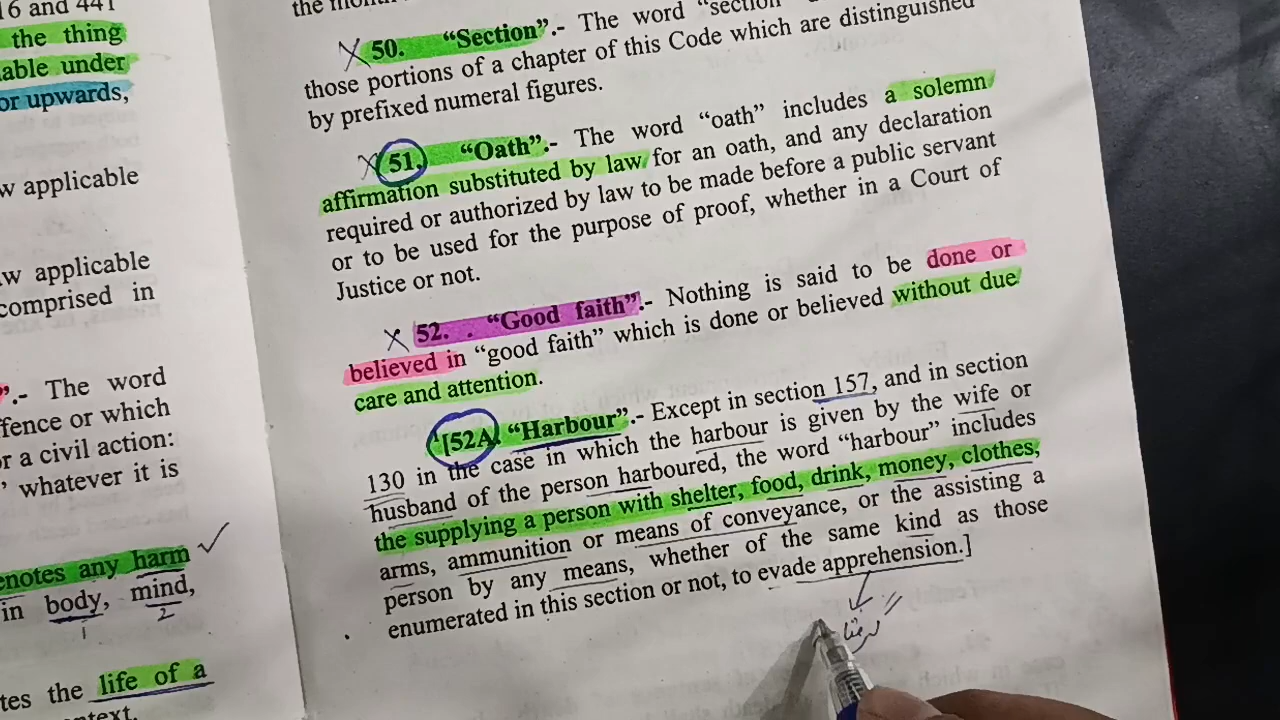 16 and 441
the thing
able under
or upwards,
w applicable
w applicable
comprised in
.- The word
ffence or which
r a civil action:
whatever it is
enotes any harm
in body, mind,
1 2
tes the life of a
50. “Section”.- The word “section
those portions of a chapter of this Code which are distinguished
by prefixed numeral figures.
51. “Oath”.- The word “oath” includes a solemn
affirmation substituted by law for an oath, and any declaration
required or authorized by law to be made before a public servant
or to be used for the purpose of proof, whether in a Court of
Justice or not.
52. . “Good faith”.- Nothing is said to be done or
believed in “good faith” which is done or believed without due
care and attention.
¹[52A. “Harbour”.- Except in section 157, and in section
130 in the case in which the harbour is given by the wife or
husband of the person harboured, the word “harbour” includes
the supplying a person with shelter, food, drink, money, clothes,
arms, ammunition or means of conveyance, or the assisting a
person by any means, whether of the same kind as those
enumerated in this section or not, to evade apprehension.]